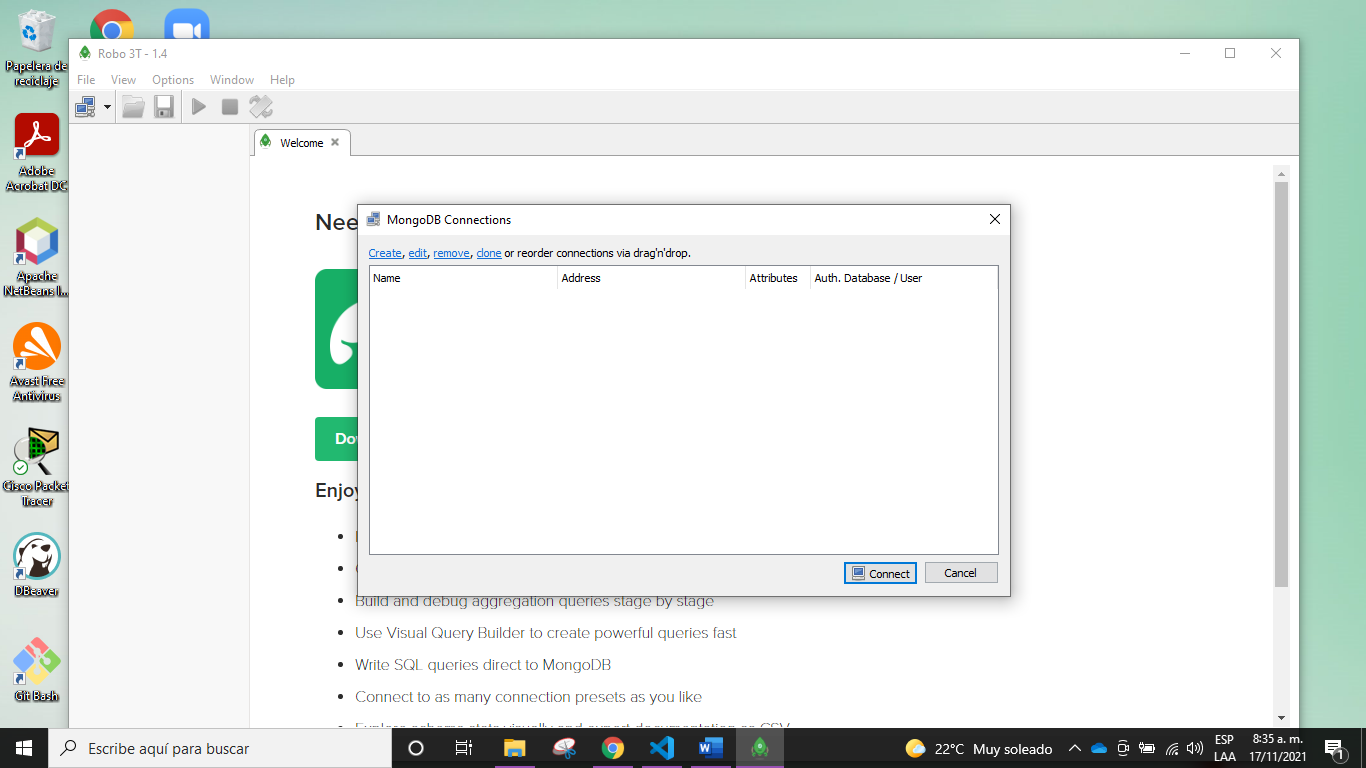 Papelera de
reciclaje
Adobe
Acrobat DC
Apache
NetBeans I...
Avast Free
Antivirus
Cisco Packet
Tracer
DBeaver
Git Bash
Robo 3T - 1.4
File View Options Window Help
Welcome
Nee
MongoDB Connections
Create, edit, remove, clone or reorder connections via drag'n'drop.
Name Address Attributes Auth. Database / User
Connect Cancel
Do
Enjoy
Build and debug aggregation queries stage by stage
Use Visual Query Builder to create powerful queries fast
Write SQL queries direct to MongoDB
Connect to as many connection presets as you like
Escribe aquí para buscar
22°C Muy soleado
ESP
LAA
8:35 a. m.
17/11/2021
1